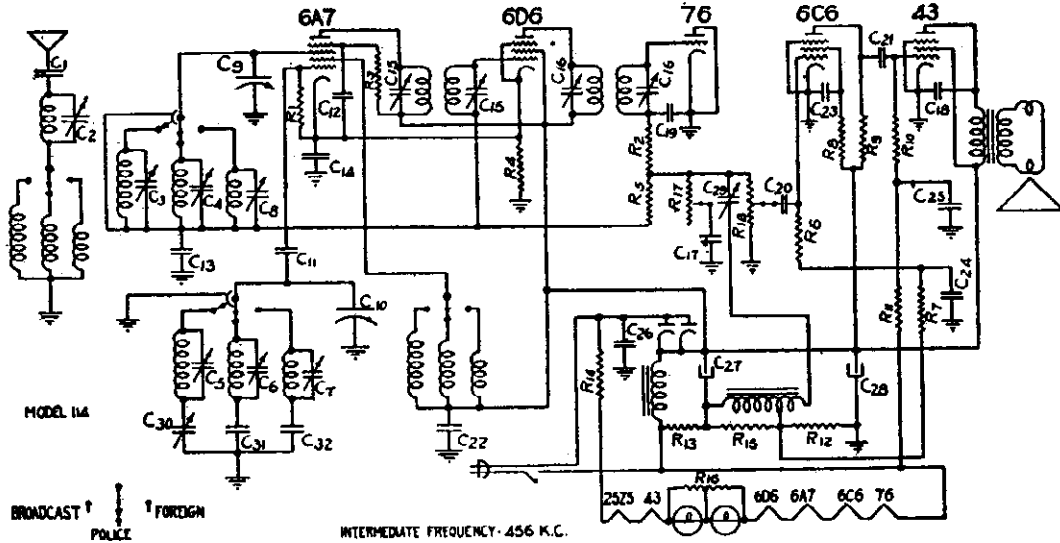 6A7 6D6 76 6C6 43
C1 C2 C3 C4 C8 C9
R1 C12 R3 C15 C15 C16 C16 C19
C14 R4 R2 R5 R17 C29 R18 C20
C23 R8 R9 C21 R10 C18 C25
C13 C11 C10 C17 R6 R7 C24
C5 C6 C7 C30 C31 C32
R14 C26 C27 C28 R11
C22 R13 R15 R12
R16
MODEL 114
25Z5 43 6D6 6A7 6C6 76
BROADCAST FOREIGN
POLICE
INTERMEDIATE FREQUENCY - 456 K.C.